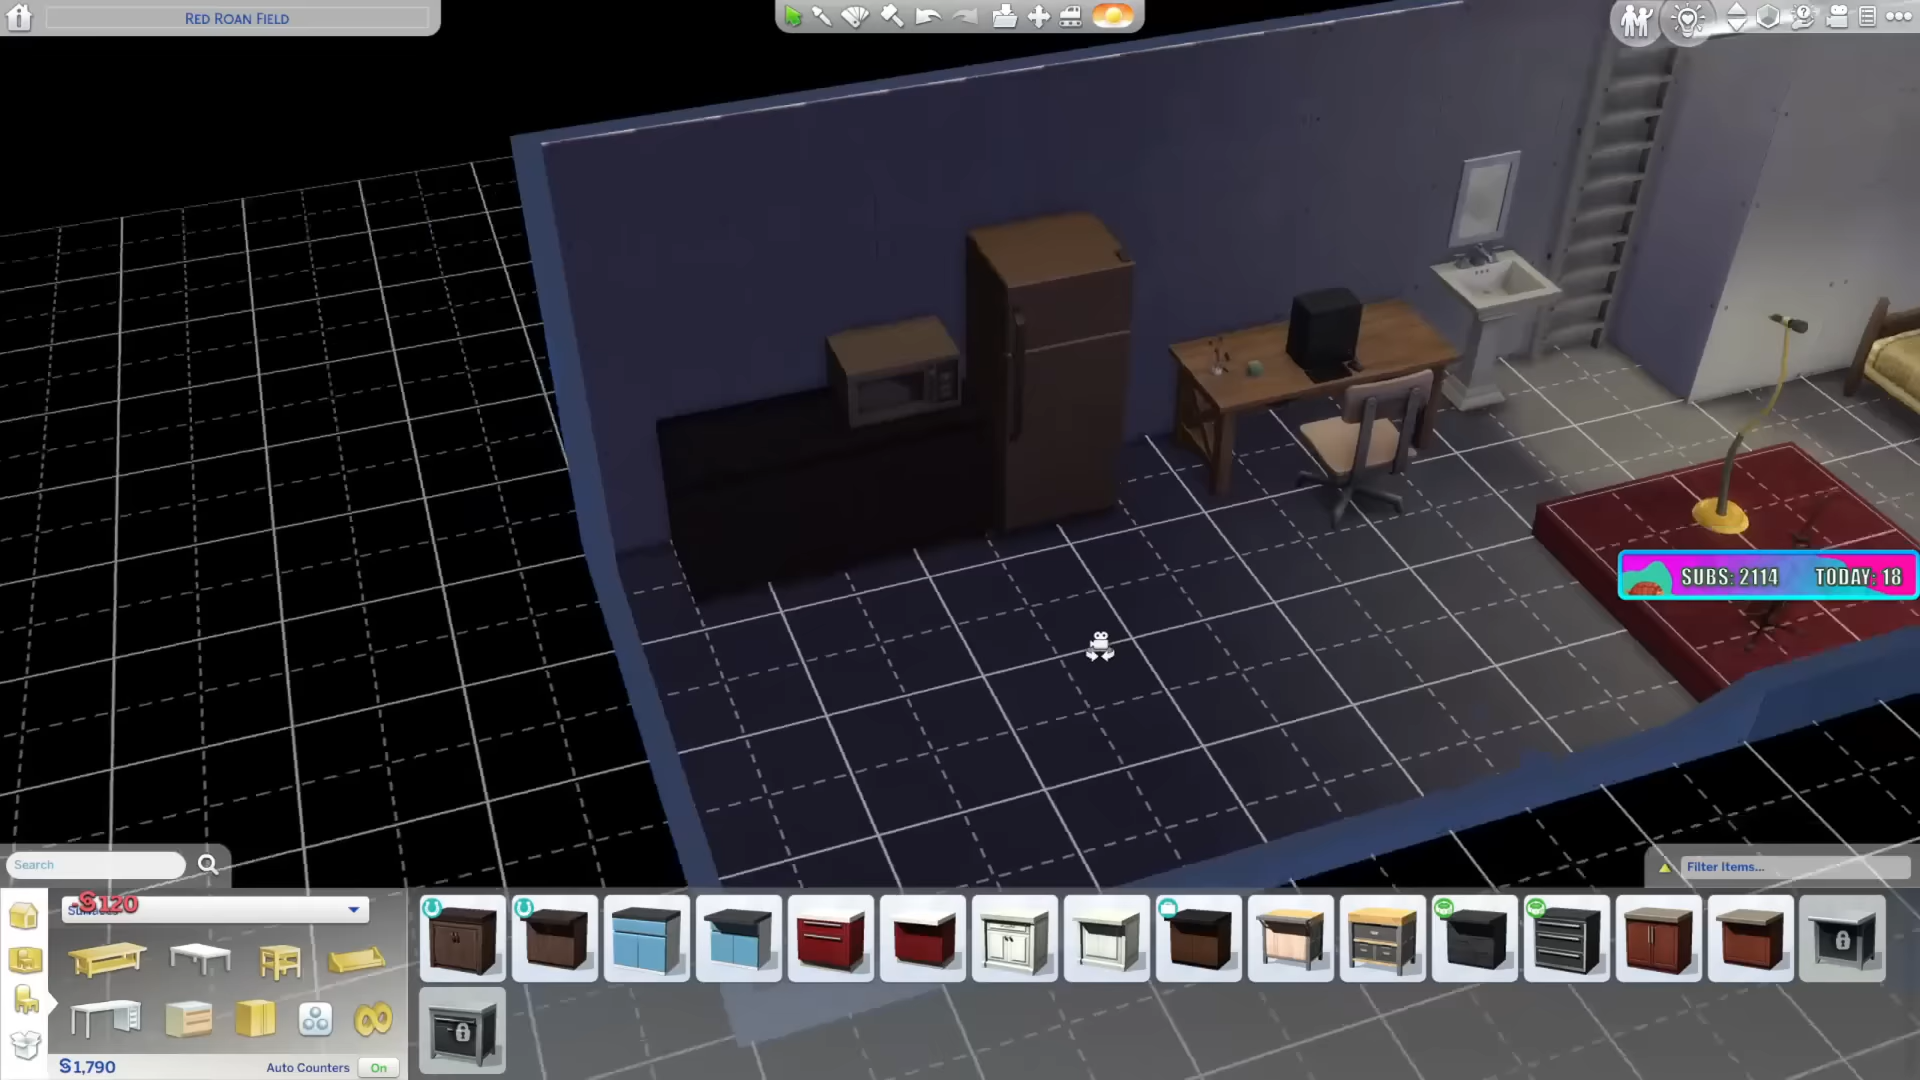 RED ROAN FIELD
SUBS: 2114 TODAY: 18
Search
Filter Items...
-§120
§1,790
Auto Counters
On